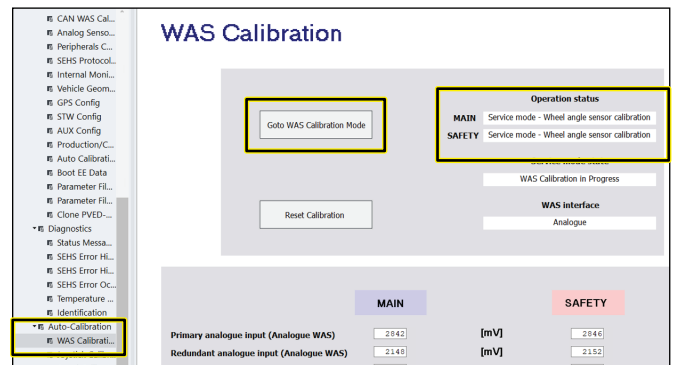 CAN WAS Cal...
Analog Senso...
Peripherals C...
SEHS Protocol...
Internal Moni...
Vehicle Geom...
GPS Config
STW Config
AUX Config
Production/C...
Auto Calibrati...
Boot EE Data
Parameter Fil...
Parameter Fil...
Clone PVED-...
Diagnostics
Status Messa...
SEHS Error Hi...
SEHS Error Hi...
SEHS Error Oc...
Temperature ...
Identification
Auto-Calibration
WAS Calibrati...
WAS Calibration
Goto WAS Calibration Mode
Operation status
MAIN Service mode - Wheel angle sensor calibration
SAFETY Service mode - Wheel angle sensor calibration
WAS Calibration in Progress
Reset Calibration
WAS interface
Analogue
MAIN SAFETY
Primary analogue input (Analogue WAS) 2842 [mV] 2846
Redundant analogue input (Analogue WAS) 2148 [mV] 2152